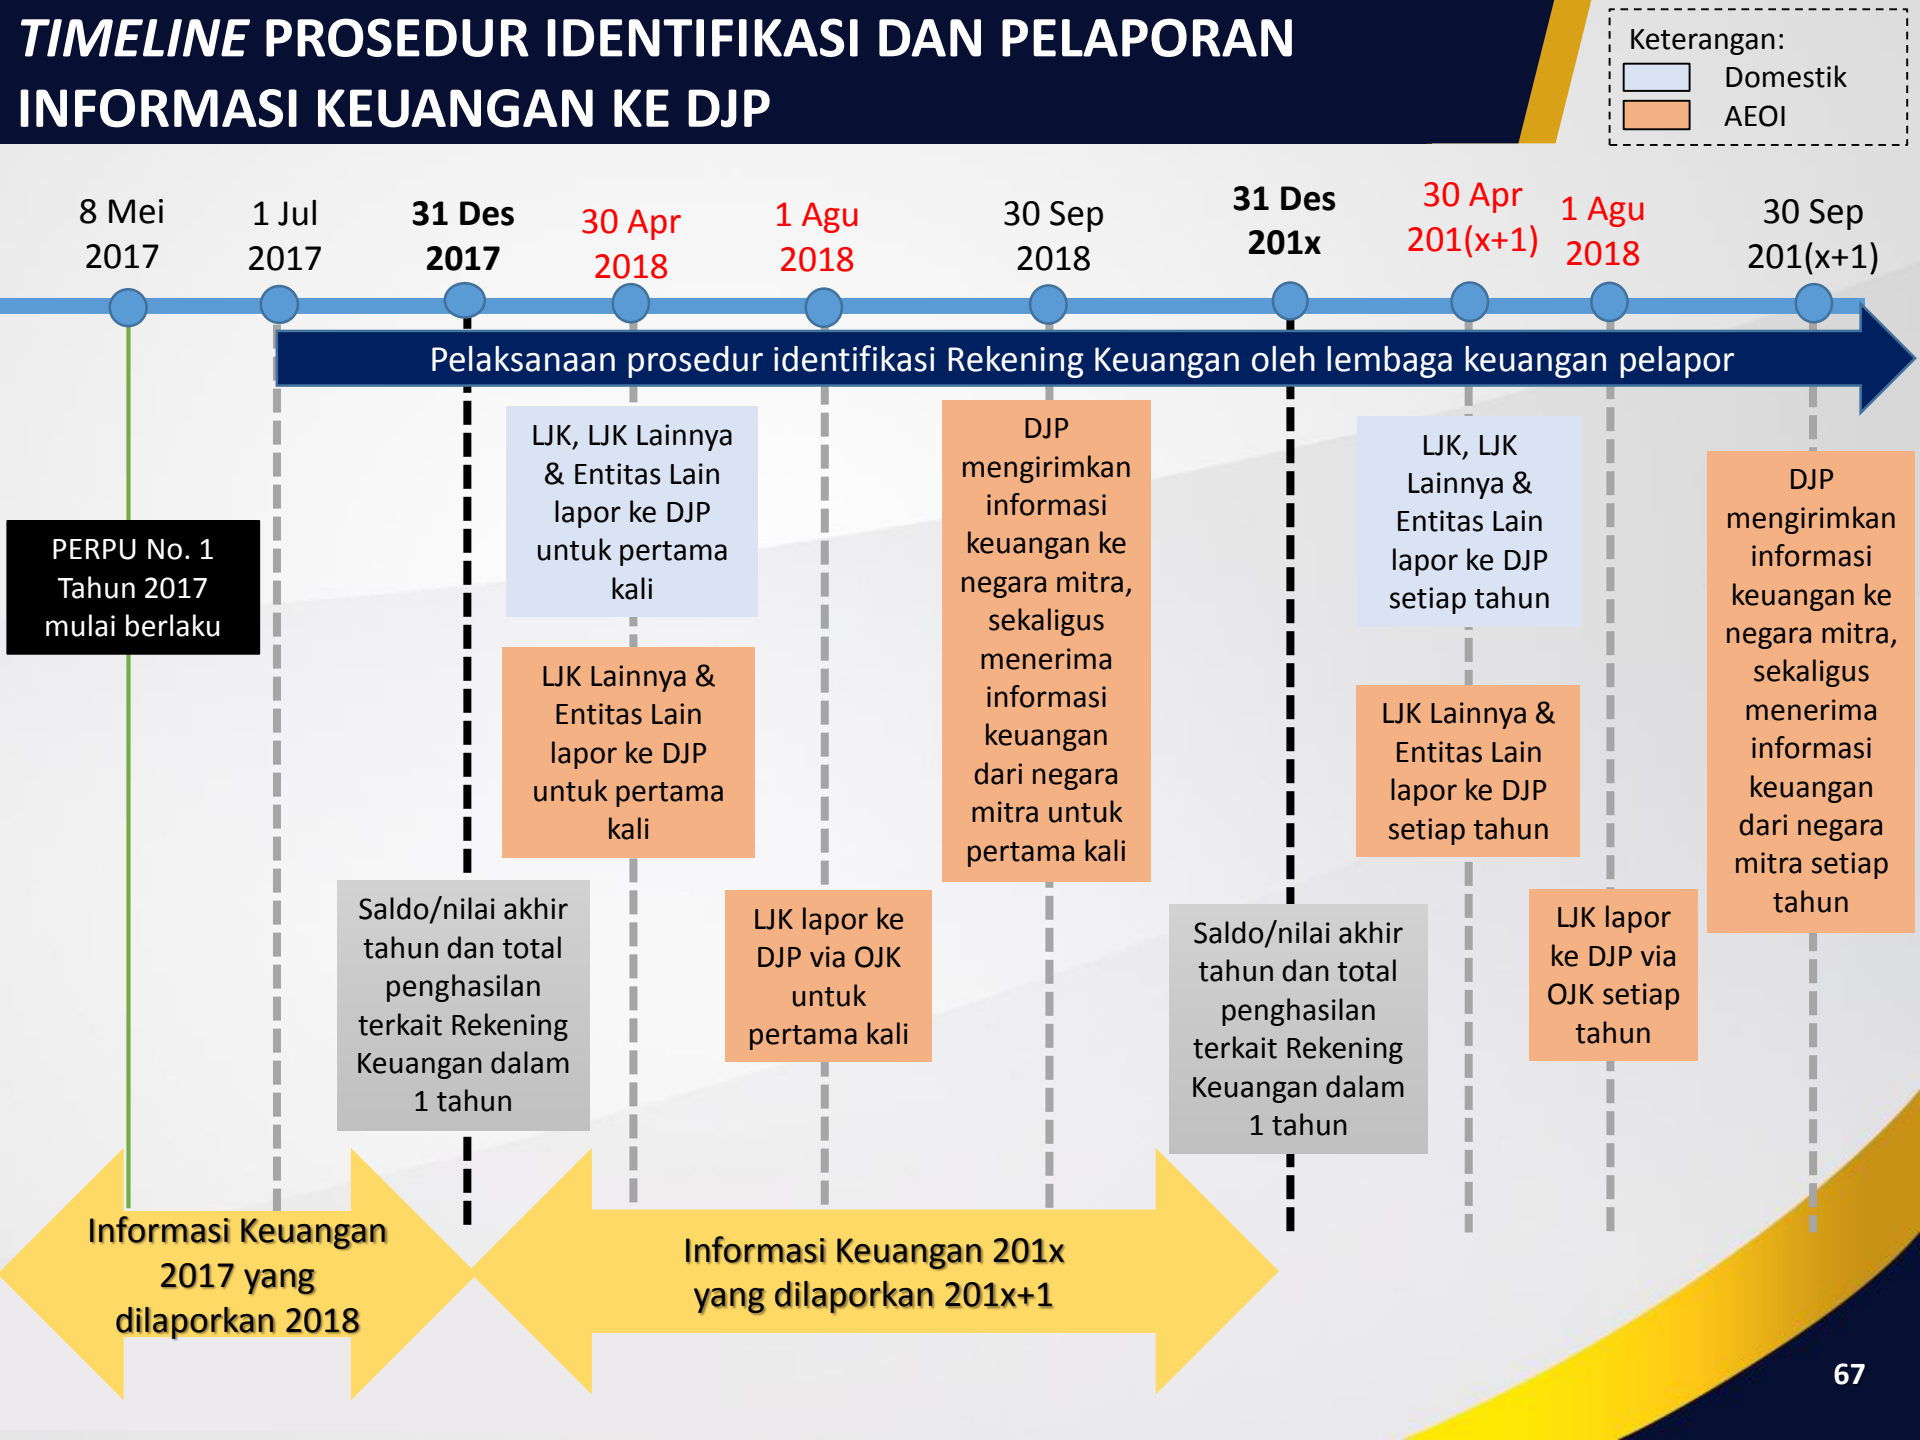 TIMELINE PROSEDUR IDENTIFIKASI DAN PELAPORAN
INFORMASI KEUANGAN KE DJP
Keterangan:
Domestik
AEOI
8 Mei
2017
1 Jul
2017
31 Des
2017
30 Apr
2018
1 Agu
2018
30 Sep
2018
31 Des
201x
30 Apr
201(x+1)
1 Agu
2018
30 Sep
201(x+1)
Pelaksanaan prosedur identifikasi Rekening Keuangan oleh lembaga keuangan pelapor
PERPU No. 1
Tahun 2017
mulai berlaku
LJK, LJK Lainnya
& Entitas Lain
lapor ke DJP
untuk pertama
kali
LJK Lainnya &
Entitas Lain
lapor ke DJP
untuk pertama
kali
Saldo/nilai akhir
tahun dan total
penghasilan
terkait Rekening
Keuangan dalam
1 tahun
LJK lapor ke
DJP via OJK
untuk
pertama kali
DJP
mengirimkan
informasi
keuangan ke
negara mitra,
sekaligus
menerima
informasi
keuangan
dari negara
mitra untuk
pertama kali
Saldo/nilai akhir
tahun dan total
penghasilan
terkait Rekening
Keuangan dalam
1 tahun
LJK, LJK
Lainnya &
Entitas Lain
lapor ke DJP
setiap tahun
LJK Lainnya &
Entitas Lain
lapor ke DJP
setiap tahun
LJK lapor
ke DJP via
OJK setiap
tahun
DJP
mengirimkan
informasi
keuangan ke
negara mitra,
sekaligus
menerima
informasi
keuangan
dari negara
mitra setiap
tahun
Informasi Keuangan
2017 yang
dilaporkan 2018
Informasi Keuangan 201x
yang dilaporkan 201x+1
67